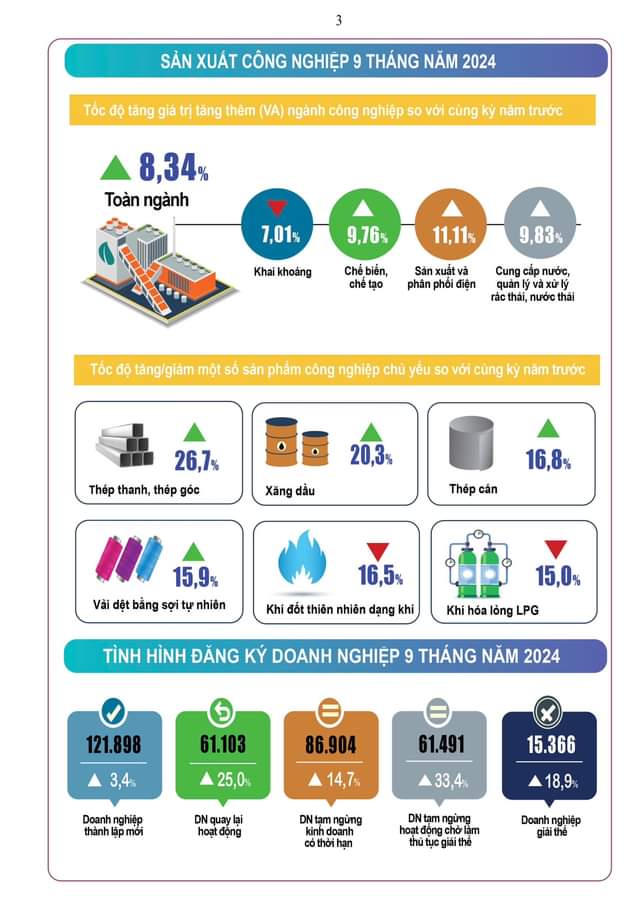 3
SẢN XUẤT CÔNG NGHIỆP 9 THÁNG NĂM 2024
Tốc độ tăng giá trị tăng thêm (VA) ngành công nghiệp so với cùng kỳ năm trước
8,34%
Toàn ngành
7,01%
9,76%
11,11%
9,83%
Khai khoáng
Chế biến,
chế tạo
Sản xuất và
phân phối điện
Cung cấp nước,
quản lý và xử lý
rác thải, nước thải
Tốc độ tăng/giảm một số sản phẩm công nghiệp chủ yếu so với cùng kỳ năm trước
26,7%
Thép thanh, thép góc
20,3%
Xăng dầu
16,8%
Thép cán
15,9%
Vải dệt bằng sợi tự nhiên
16,5%
Khí đốt thiên nhiên dạng khí
15,0%
Khí hóa lỏng LPG
TÌNH HÌNH ĐĂNG KÝ DOANH NGHIỆP 9 THÁNG NĂM 2024
121.898
3,4%
Doanh nghiệp
thành lập mới
61.103
25,0%
DN quay lại
hoạt động
86.904
14,7%
DN tạm ngừng
kinh doanh
có thời hạn
61.491
33,4%
DN tạm ngừng
hoạt động chờ làm
thủ tục giải thể
15.366
18,9%
Doanh nghiệp
giải thể